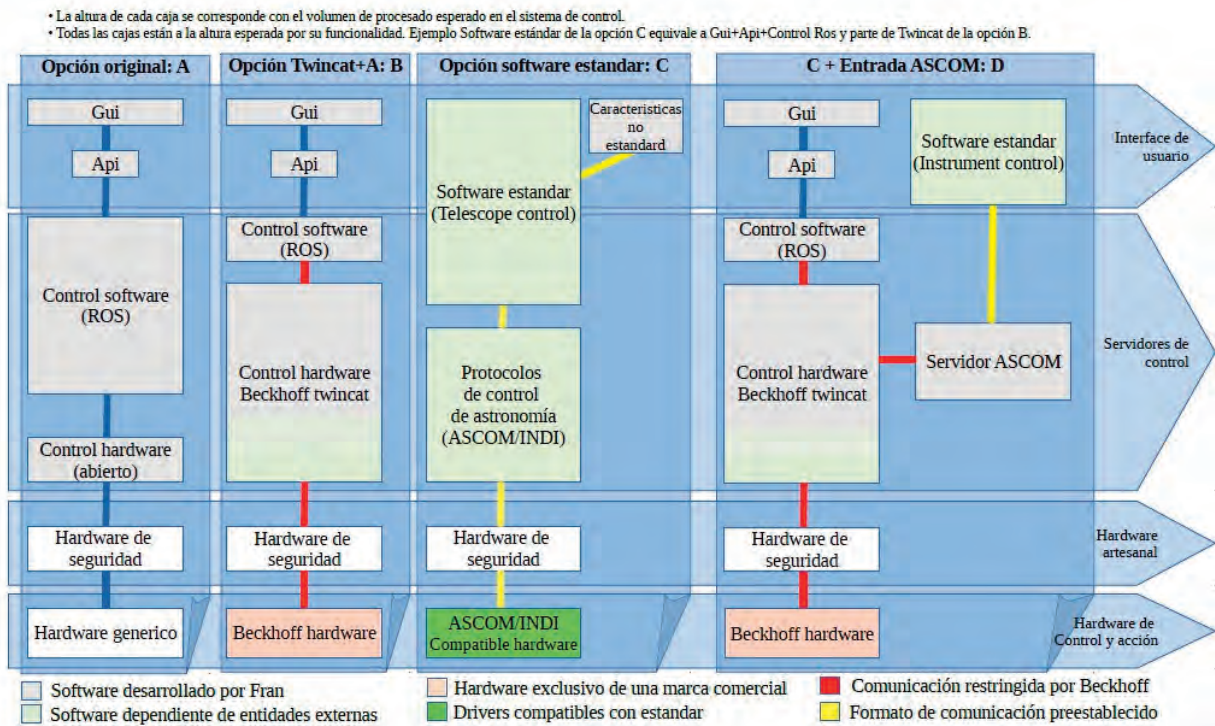 • La altura de cada caja se corresponde con el volumen de procesado esperado en el sistema de control.
• Todas las cajas están a la altura esperada por su funcionalidad. Ejemplo Software estándar de la opción C equivale a Gui+Api+Control Ros y parte de Twincat de la opción B.
Opción original: A
Gui
Api
Control software
(ROS)
Control hardware
(abierto)
Hardware de
seguridad
Hardware generico
Opción Twincat+A: B
Gui
Api
Control software
(ROS)
Control hardware
Beckhoff twincat
Hardware de
seguridad
Beckhoff hardware
Opción software estandar: C
Caracteristicas
no
estandard
Software estandar
(Telescope control)
Protocolos
de control
de astronomía
(ASCOM/INDI)
Hardware de
seguridad
ASCOM/INDI
Compatible hardware
C + Entrada ASCOM: D
Gui
Api
Control software
(ROS)
Control hardware
Beckhoff twincat
Hardware de
seguridad
Beckhoff hardware
Software estandar
(Instrument control)
Servidor ASCOM
Interface de
usuario
Servidores de
control
Hardware
artesanal
Hardware de
Control y acción
Software desarrollado por Fran
Software dependiente de entidades externas
Hardware exclusivo de una marca comercial
Drivers compatibles con estandar
Comunicación restringida por Beckhoff
Formato de comunicación preestablecido